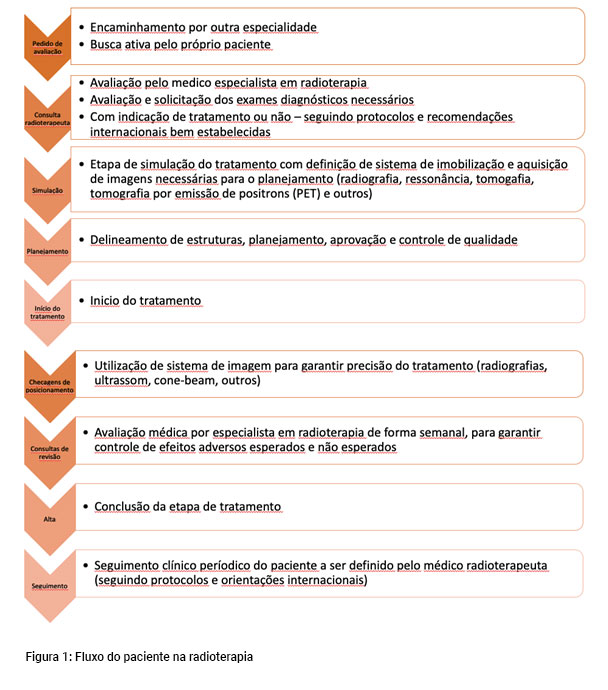 Pedido de
avaliação
• Encaminhamento por outra especialidade
• Busca ativa pelo próprio paciente
Consulta
radioterapeuta
• Avaliação pelo medico especialista em radioterapia
• Avaliação e solicitação dos exames diagnósticos necessários
• Com indicação de tratamento ou não – seguindo protocolos e recomendações
internacionais bem estabelecidas
Simulação
• Etapa de simulação do tratamento com definição de sistema de imobilização e aquisição
de imagens necessárias para o planejamento (radiografia, ressonância, tomogafia,
tomografia por emissão de positrons (PET) e outros)
Planejamento
• Delineamento de estruturas, planejamento, aprovação e controle de qualidade
Início do
tratamento
• Inicio do tratamento
Checagens de
posicionamento
• Utilização de sistema de imagem para garantir precisão do tratamento (radiografias,
ultrassom, cone-beam, outros)
Consultas de
revisão
• Avaliação médica por especialista em radioterapia de forma semanal, para garantir
controle de efeitos adversos esperados e não esperados
Alta
• Conclusão da etapa de tratamento
Seguimento
• Seguimento clínico períodico do paciente a ser definido pelo médico radioterapeuta
(seguindo protocolos e orientações internacionais)
Figura 1: Fluxo do paciente na radioterapia